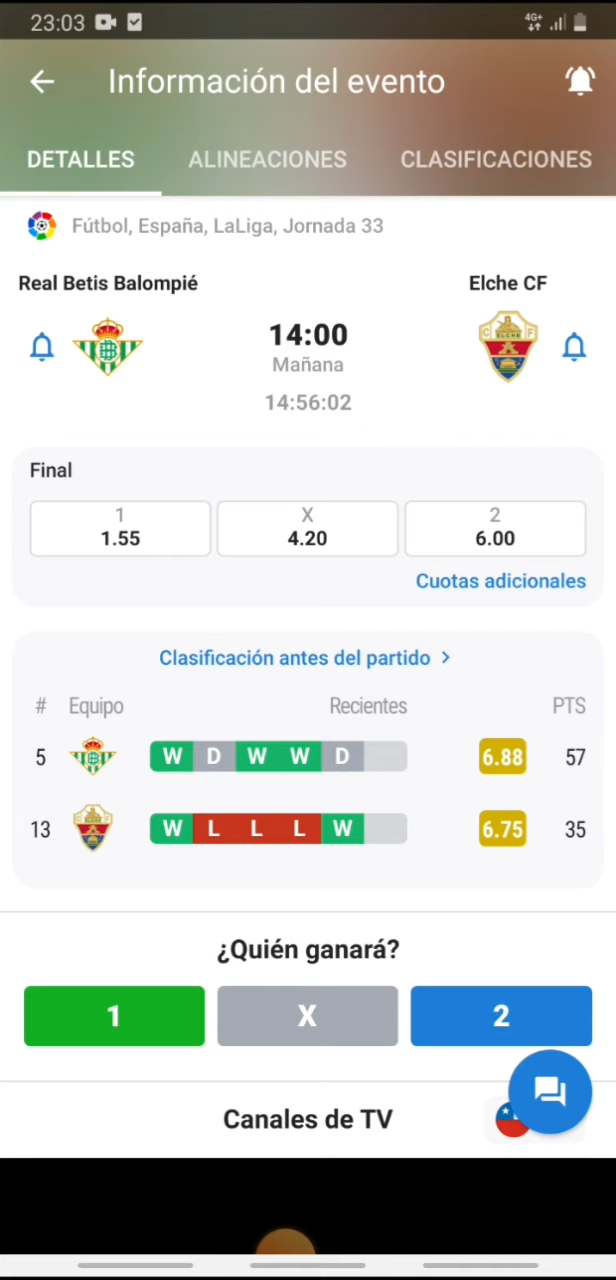 23:03
4G+
Información del evento
DETALLES ALINEACIONES CLASIFICACIONES
Fútbol, España, LaLiga, Jornada 33
Real Betis Balompié Elche CF
14:00
Mañana
14:56:02
Final
1 X 2
1.55 4.20 6.00
Cuotas adicionales
Clasificación antes del partido >
# Equipo Recientes PTS
5 W D W W D 6.88 57
13 W L L L W 6.75 35
¿Quién ganará?
1 X 2
Canales de TV